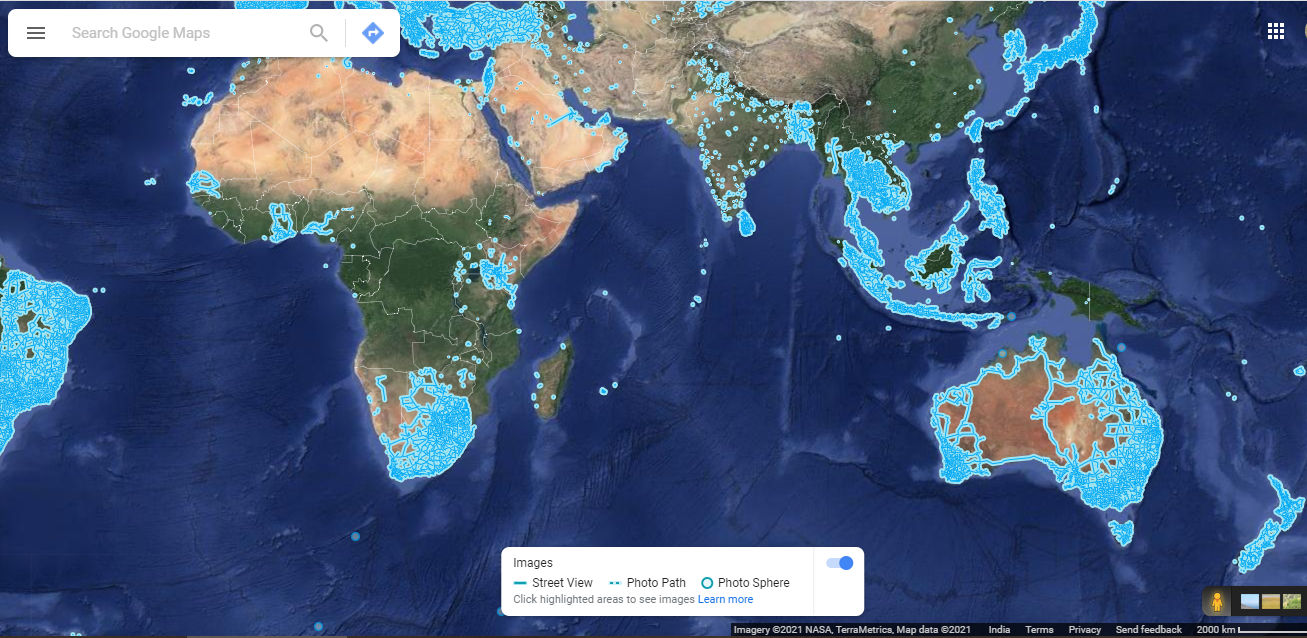 Search Google Maps
Images
Street View Photo Path Photo Sphere
Click highlighted areas to see images Learn more
Imagery ©2021 NASA, TerraMetrics, Map data ©2021 India Terms Privacy Send feedback 2000 km